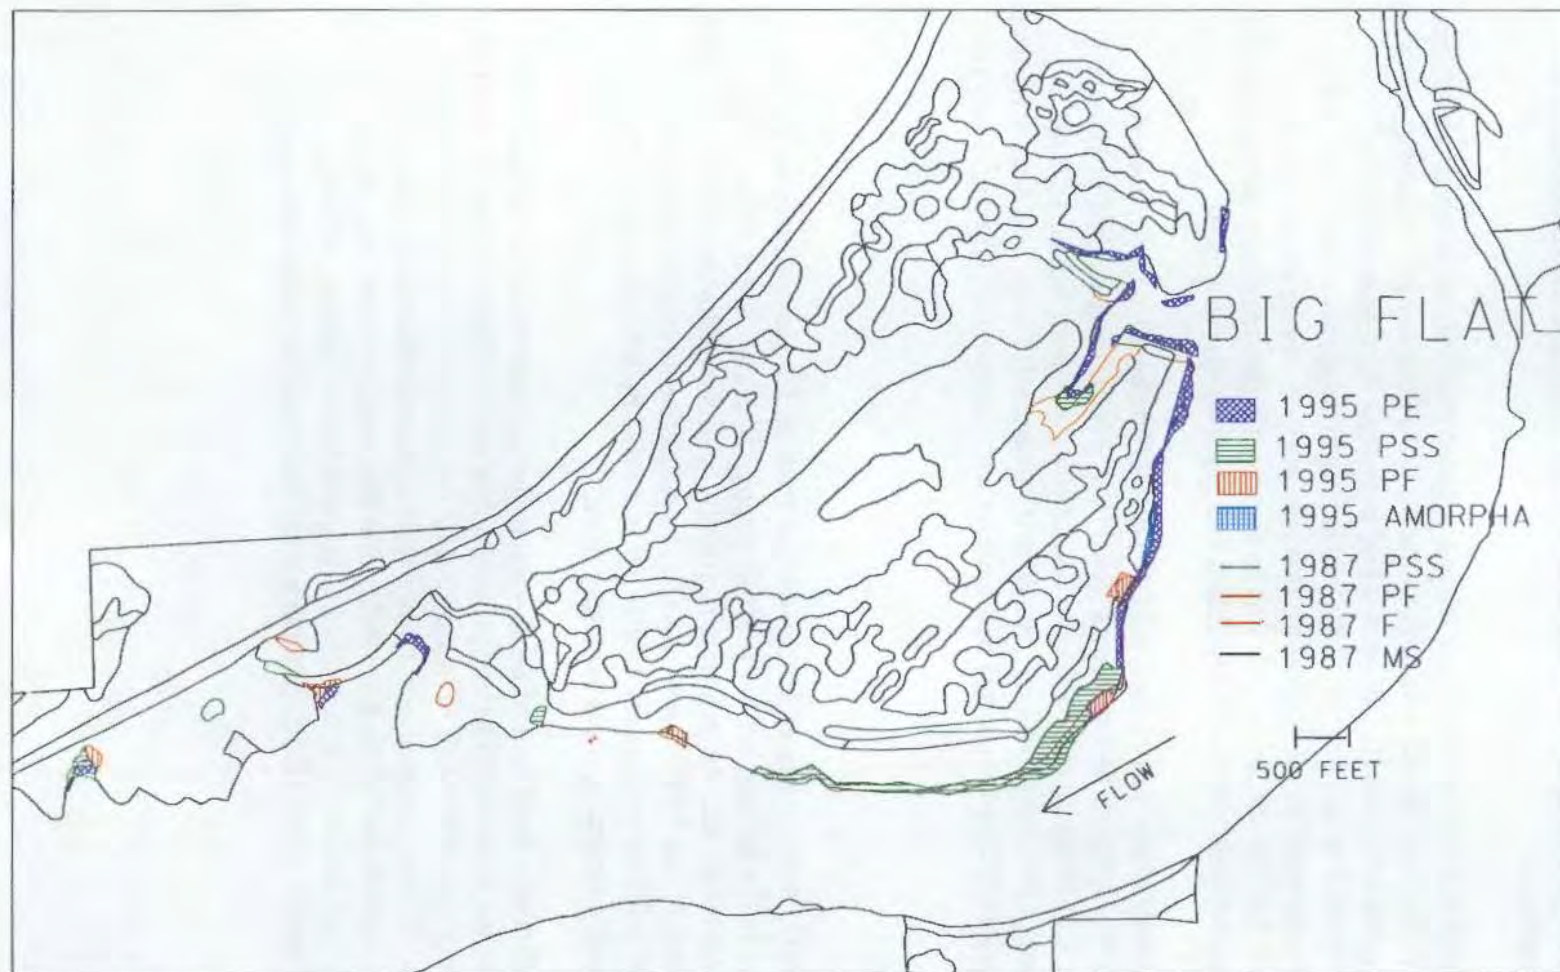 BIG FLAT
1995 PE
1995 PSS
1995 PF
1995 AMORPHA
1987 PSS
1987 PF
1987 F
1987 MS
500 FEET
FLOW